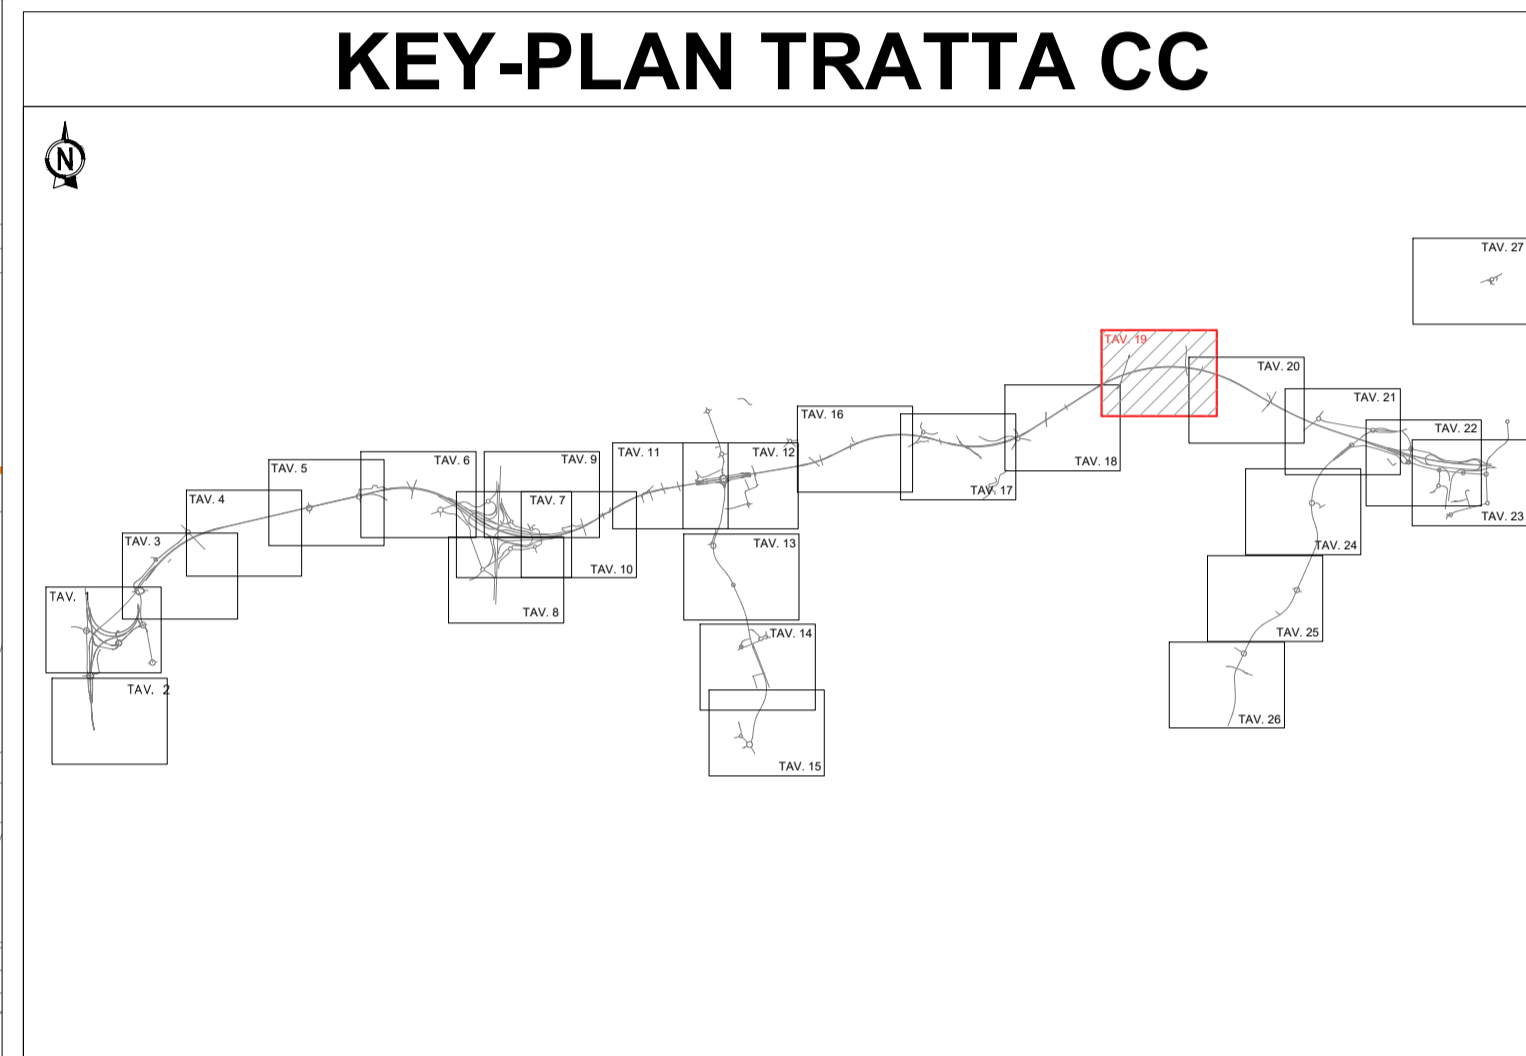 KEY-PLAN TRATTA CC
N
TAV. 27
TAV. 19
TAV. 20
TAV. 21
TAV. 16
TAV. 22
TAV. 11
TAV. 12
TAV. 6
TAV. 9
TAV. 18
TAV. 5
TAV. 17
TAV. 4
TAV. 7
TAV. 23
TAV. 3
TAV. 13
TAV. 24
TAV. 10
TAV. 1
TAV. 8
TAV. 14
TAV. 25
TAV. 2
TAV. 26
TAV. 15